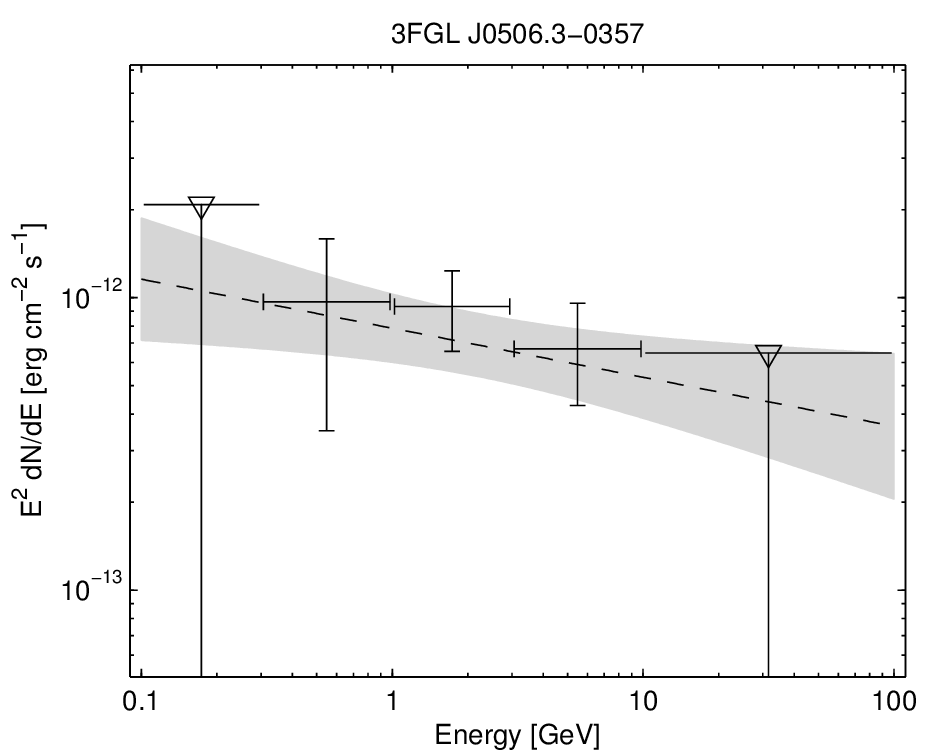 3FGL J0506.3−0357
E² dN/dE [erg cm⁻² s⁻¹]
10⁻¹²
10⁻¹³
0.1 1 10 100
Energy [GeV]